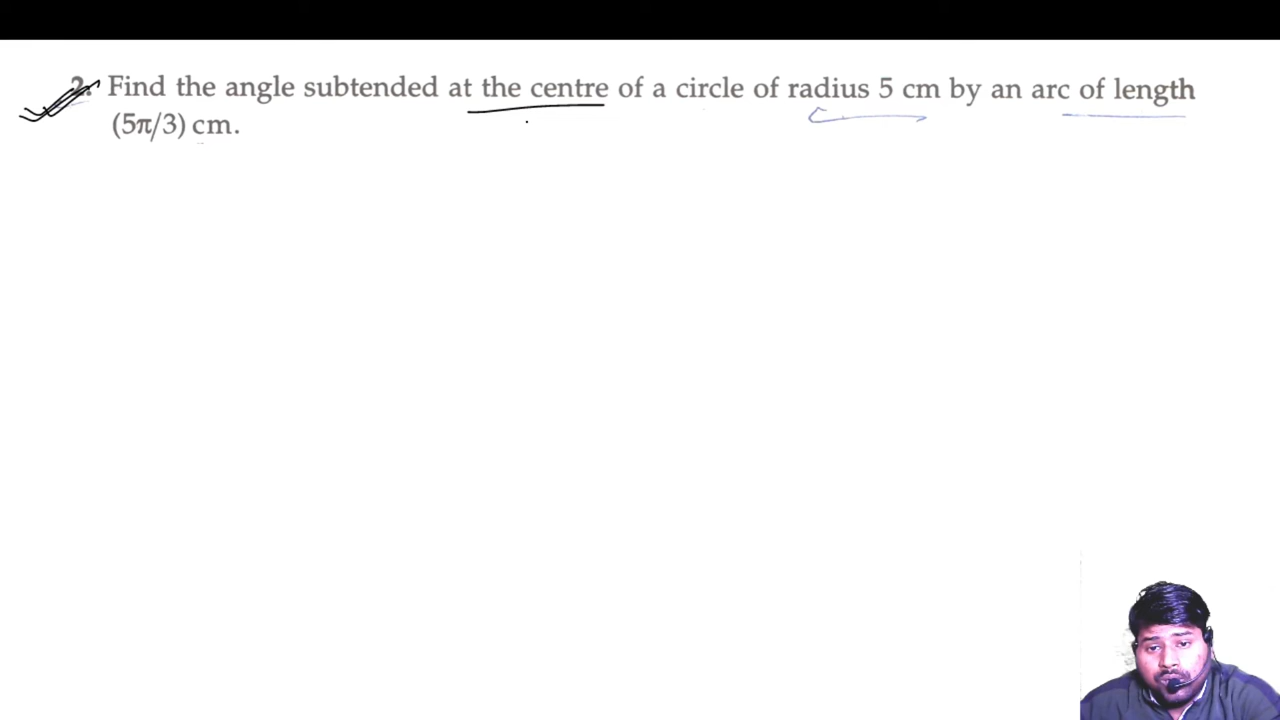 2. Find the angle subtended at the centre of a circle of radius 5 cm by an arc of length
(5π/3) cm.